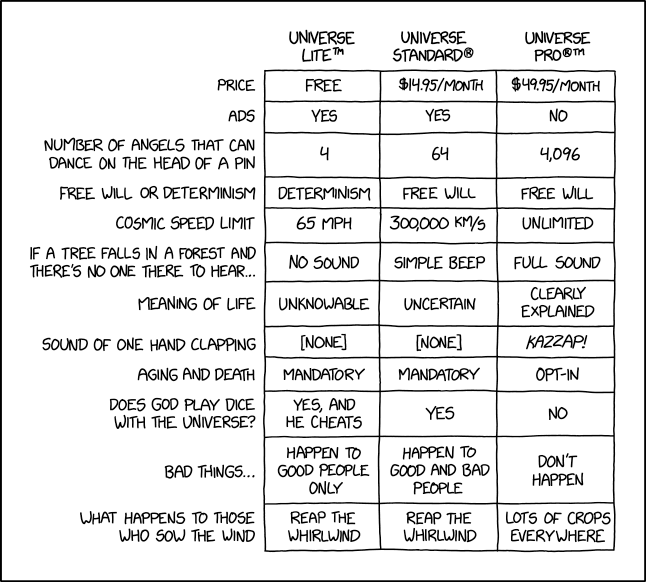 UNIVERSE LITE™ UNIVERSE STANDARD® UNIVERSE PRO®™
PRICE FREE $14.95/MONTH $49.95/MONTH
ADS YES YES NO
NUMBER OF ANGELS THAT CAN
DANCE ON THE HEAD OF A PIN 4 64 4,096
FREE WILL OR DETERMINISM DETERMINISM FREE WILL FREE WILL
COSMIC SPEED LIMIT 65 MPH 300,000 KM/S UNLIMITED
IF A TREE FALLS IN A FOREST AND
THERE'S NO ONE THERE TO HEAR... NO SOUND SIMPLE BEEP FULL SOUND
MEANING OF LIFE UNKNOWABLE UNCERTAIN CLEARLY EXPLAINED
SOUND OF ONE HAND CLAPPING [NONE] [NONE] KAZZAP!
AGING AND DEATH MANDATORY MANDATORY OPT-IN
DOES GOD PLAY DICE
WITH THE UNIVERSE? YES, AND HE CHEATS YES NO
BAD THINGS... HAPPEN TO GOOD PEOPLE ONLY HAPPEN TO GOOD AND BAD PEOPLE DON'T HAPPEN
WHAT HAPPENS TO THOSE
WHO SOW THE WIND REAP THE WHIRLWIND REAP THE WHIRLWIND LOTS OF CROPS EVERYWHERE